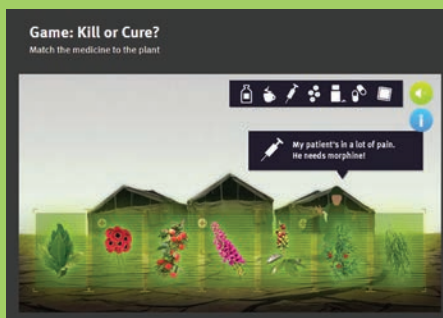 Game: Kill or Cure?
Match the medicine to the plant
My patient's in a lot of pain.
He needs morphine!
i